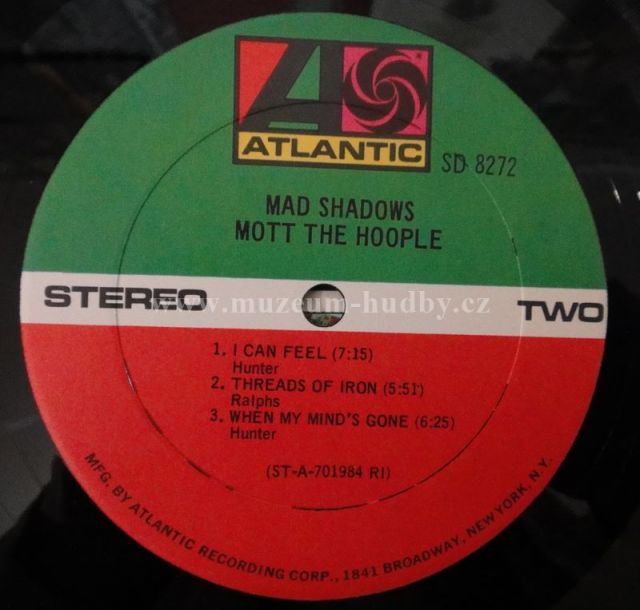 ATLANTIC
SD 8272
MAD SHADOWS
MOTT THE HOOPLE
STEREO
TWO
www.muzeum-hudby.cz
1. I CAN FEEL (7:15)
Hunter
2. THREADS OF IRON (5:51)
Ralphs
3. WHEN MY MIND'S GONE (6:25)
Hunter
(ST-A-701984 RI)
MFG. BY ATLANTIC RECORDING CORP., 1841 BROADWAY, NEW YORK, N.Y.